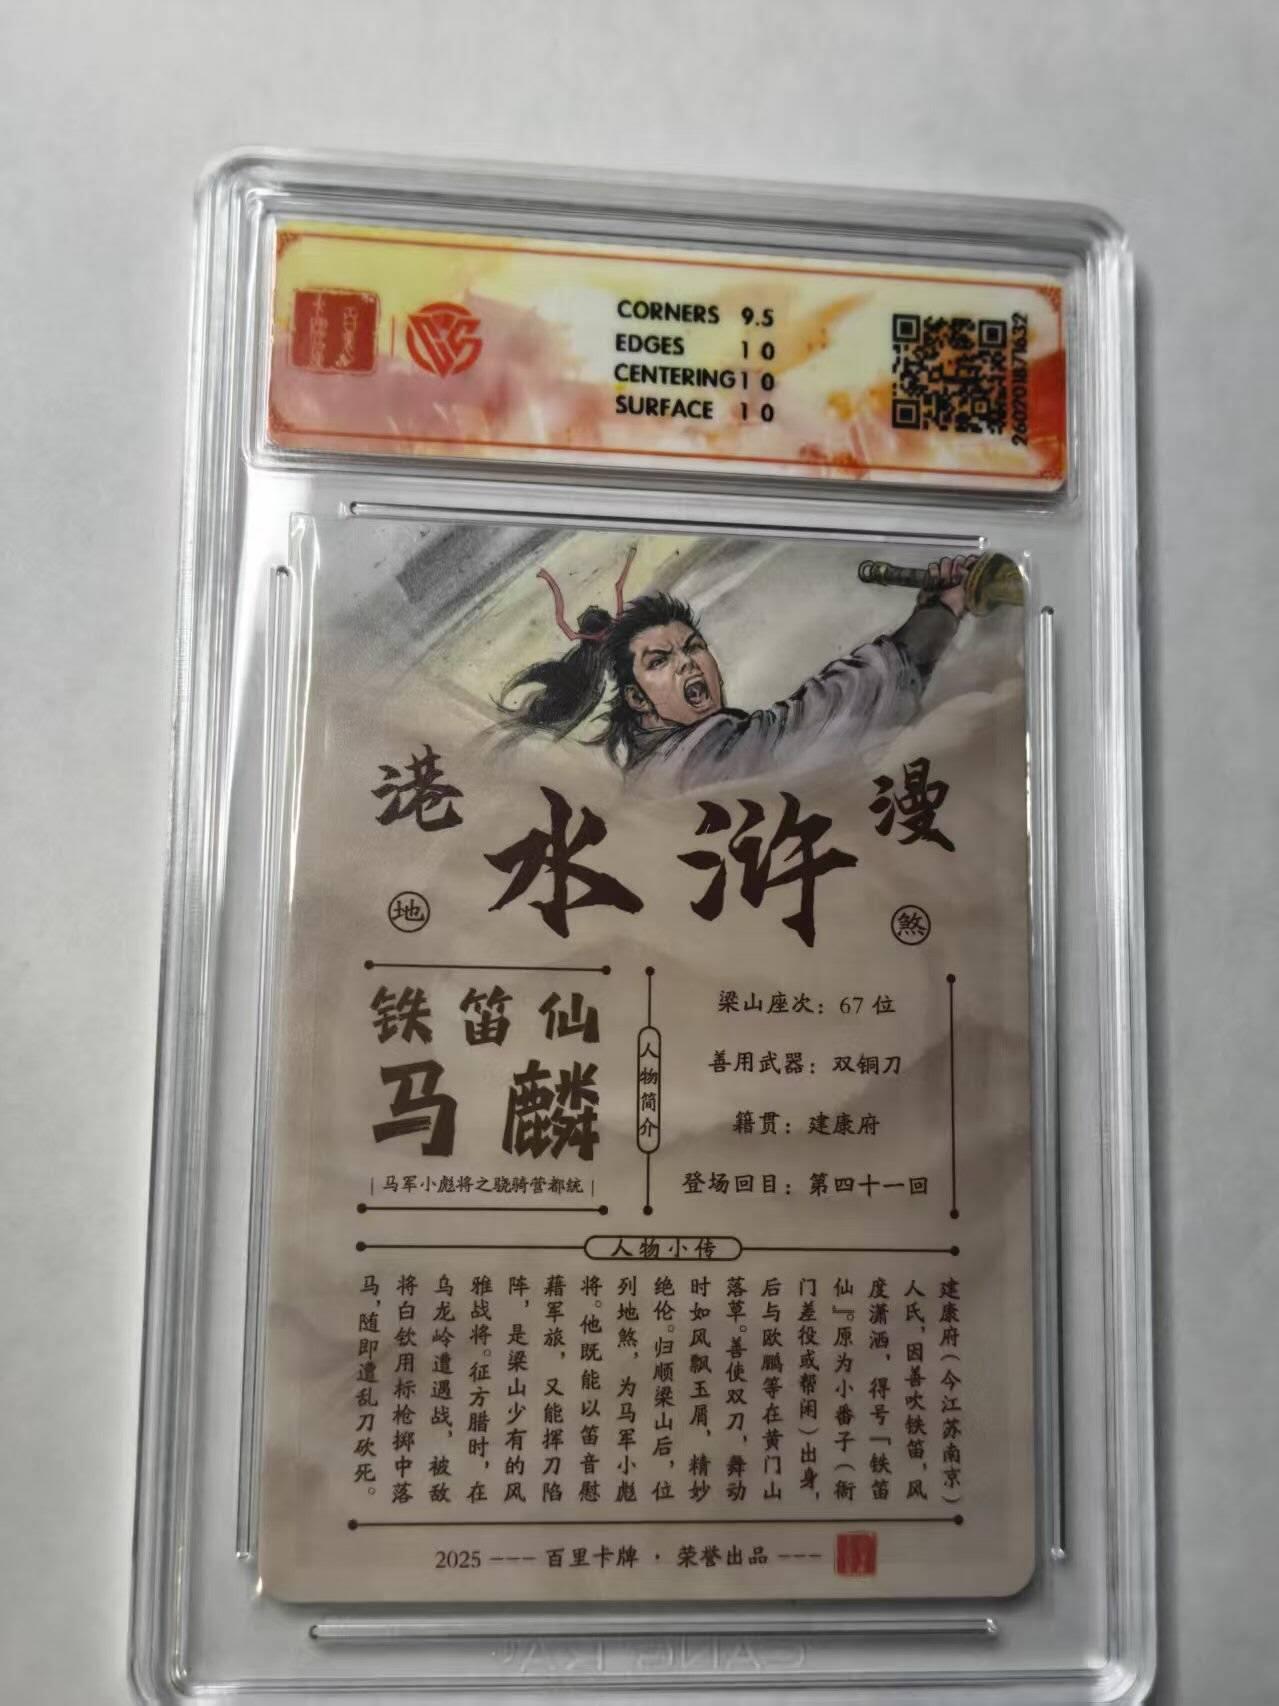 CORNERS 9.5
EDGES 10
CENTERING 10
SURFACE 10
260701871632
港水浒漫
地
煞
铁笛仙
马麟
马军小彪将之骁骑营都统
人物简介
梁山座次：67位
善用武器：双铜刀
籍贯：建康府
登场回目：第四十一回
人物小传
建康府（今江苏南京）
人氏，因善吹铁笛，风
度潇洒，得号『铁笛
仙』。原为小番子（衙
门差役或帮闲）出身，
后与欧鹏等在黄门山
落草。善使双刀，舞动
时如风飘玉屑，精妙
绝伦。归顺梁山后，位
列地煞，为马军小彪
将。他既能以笛音慰
藉军旅，又能挥刀陷
阵，是梁山少有的风
雅战将。征方腊时，在
乌龙岭遭遇战，被敌
将白钦用标枪掷中落
马，随即遭乱刀砍死。
2025 --- 百里卡牌 · 荣誉出品 ---